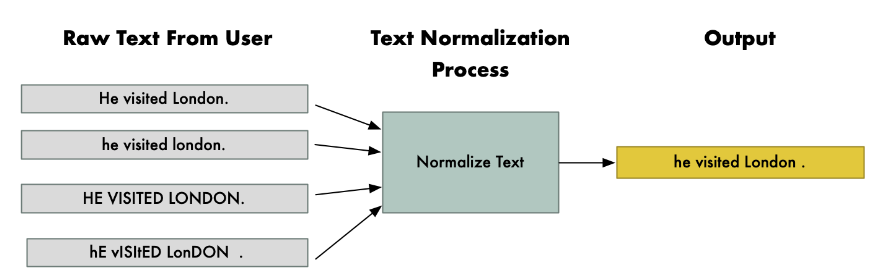 Raw Text From User
Text Normalization
Process
Output
He visited London.
he visited london.
HE VISITED LONDON.
hE vISItED LonDON  .
Normalize Text
he visited London .